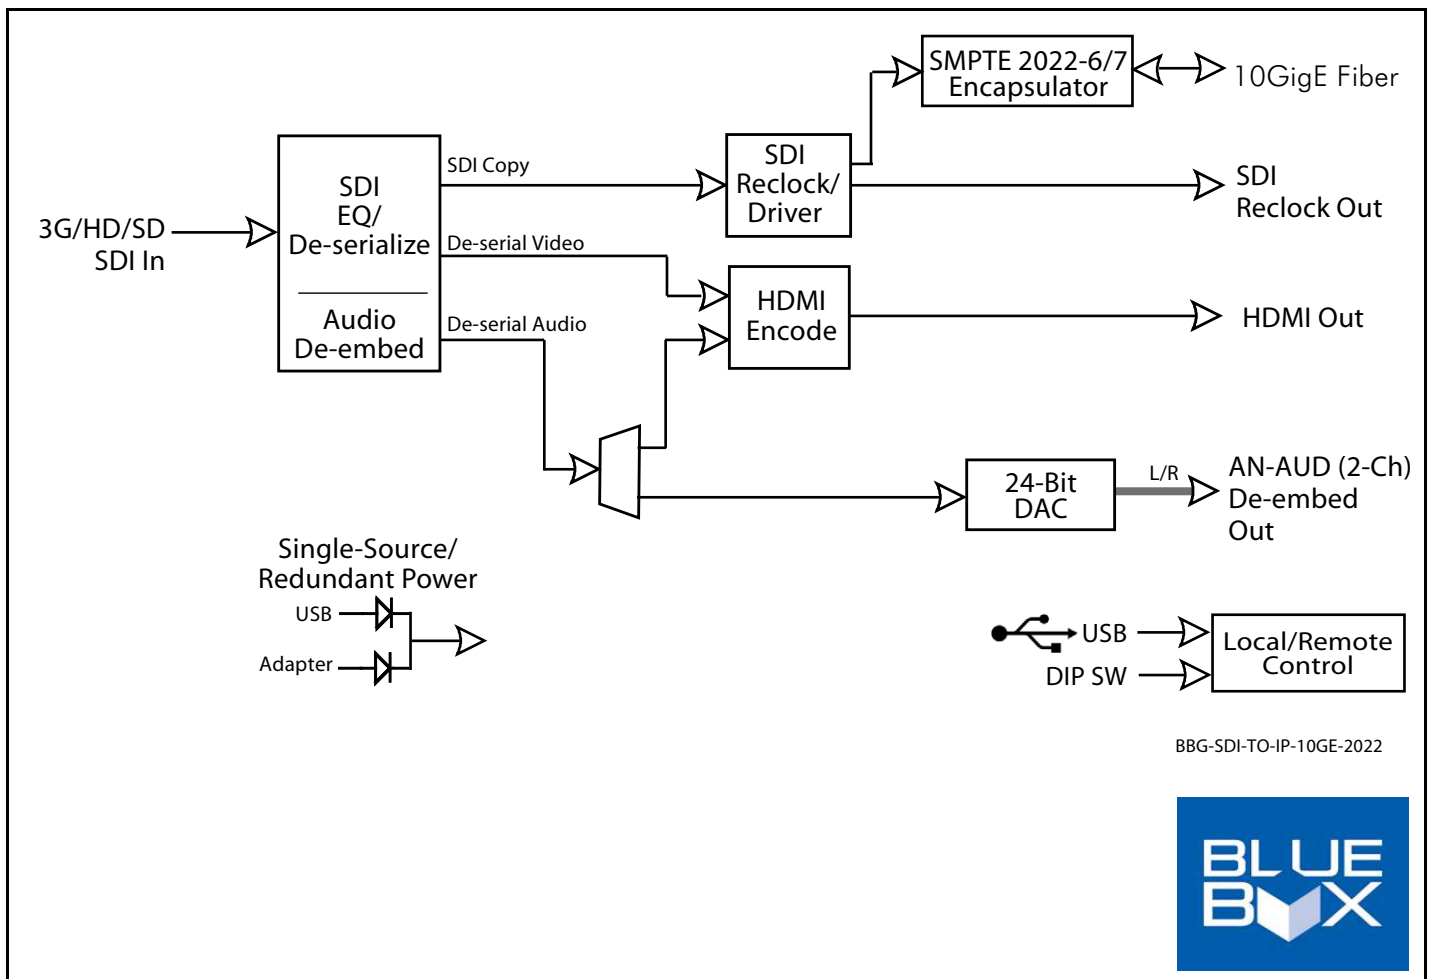 SMPTE 2022-6/7
Encapsulator
10GigE Fiber
SDI Copy
SDI
Reclock/
Driver
SDI
Reclock Out
3G/HD/SD
SDI In
SDI
EQ/
De-serialize
De-serial Video
Audio
De-embed
De-serial Audio
HDMI
Encode
HDMI Out
24-Bit
DAC
L/R
AN-AUD (2-Ch)
De-embed
Out
Single-Source/
Redundant Power
USB
Adapter
USB
DIP SW
Local/Remote
Control
BBG-SDI-TO-IP-10GE-2022
BLUE
BOX